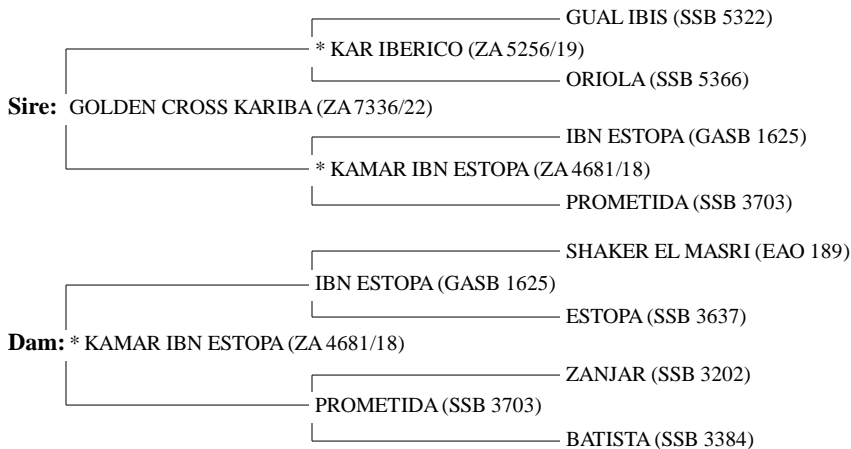 GUAL IBIS (SSB 5322)
* KAR IBERICO (ZA 5256/19)
ORIOLA (SSB 5366)
Sire: GOLDEN CROSS KARIBA (ZA 7336/22)
IBN ESTOPA (GASB 1625)
* KAMAR IBN ESTOPA (ZA 4681/18)
PROMETIDA (SSB 3703)
SHAKER EL MASRI (EAO 189)
IBN ESTOPA (GASB 1625)
ESTOPA (SSB 3637)
Dam: * KAMAR IBN ESTOPA (ZA 4681/18)
ZANJAR (SSB 3202)
PROMETIDA (SSB 3703)
BATISTA (SSB 3384)